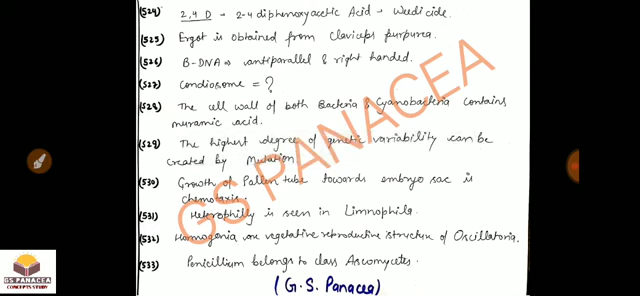 (524) 2,4 D → 2-4 diphenoxyacetic Acid → Weedicide.
(525) Ergot is obtained from Claviceps purpurea.
(526) B-DNA ⇒ antiparallel & right handed.
(527) Condiosome = ?
(528) The cell wall of both Bacteria & Cyanobacteria contains
muramic acid.
(529) The highest degree of genetic variability can be
created by Mutation
(530) Growth of Pallen tube towards embryo sac is
chemotaxis.
(531) Heterophilly is seen in Limnophila.
(532) Harmogonia are vegetative reproductive structure of Oscillatoria.
(533) Penicillium belongs to class Ascomycetes.
(G.S. Panacea)
GS PANACEA
GS PANACEA
CONCEPTS STUDY